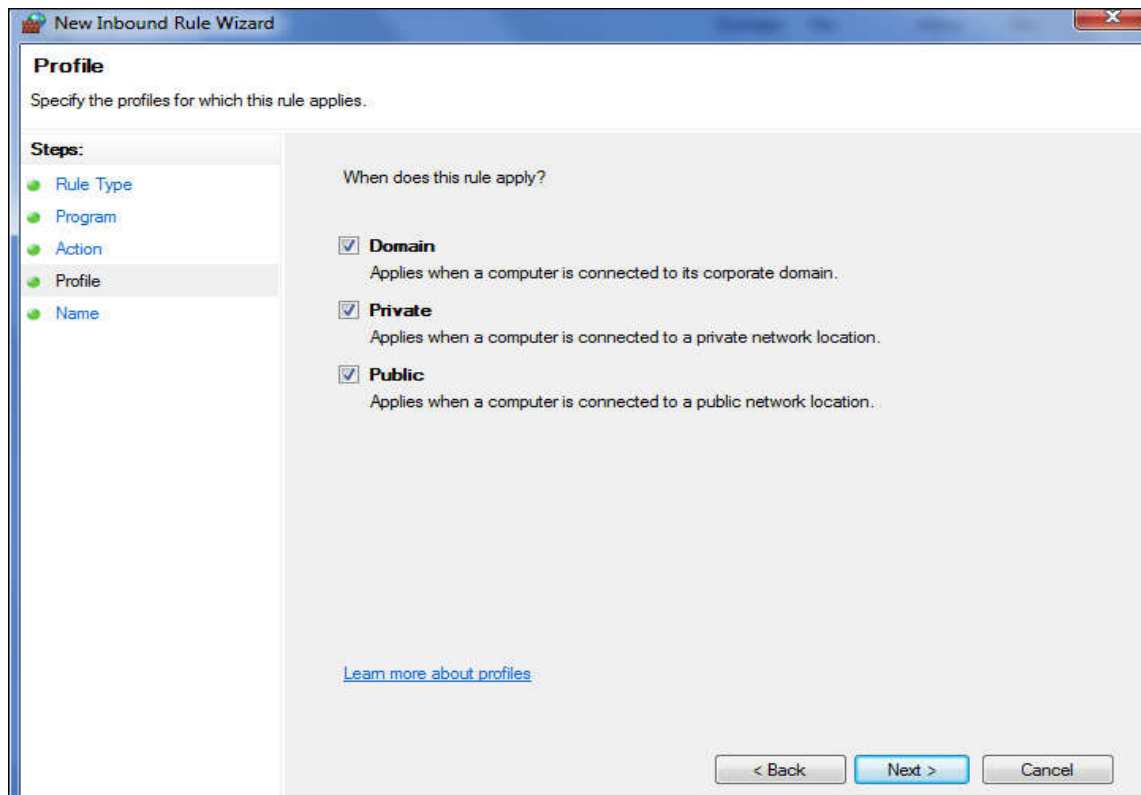 New Inbound Rule Wizard
Profile
Specify the profiles for which this rule applies.
Steps:
Rule Type
Program
Action
Profile
Name
When does this rule apply?
Domain
Applies when a computer is connected to its corporate domain.
Private
Applies when a computer is connected to a private network location.
Public
Applies when a computer is connected to a public network location.
Learn more about profiles
< Back
Next >
Cancel